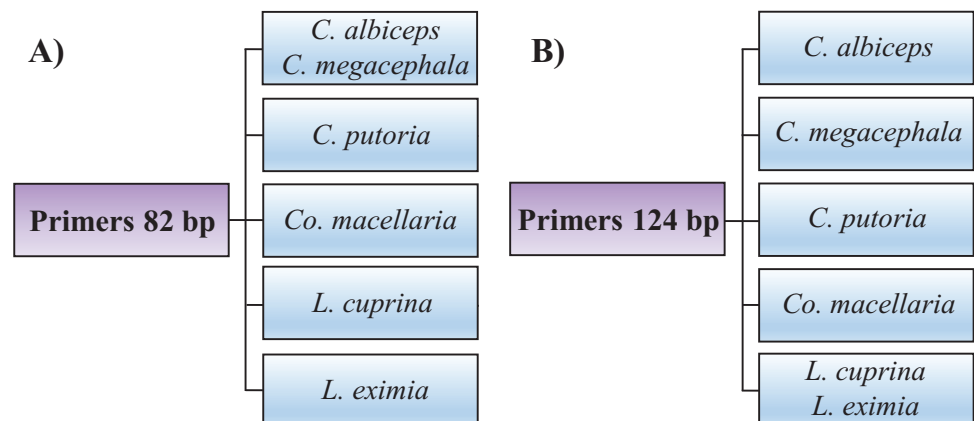 A)
Primers 82 bp
C. albiceps
C. megacephala
C. putoria
Co. macellaria
L. cuprina
L. eximia
B)
Primers 124 bp
C. albiceps
C. megacephala
C. putoria
Co. macellaria
L. cuprina
L. eximia